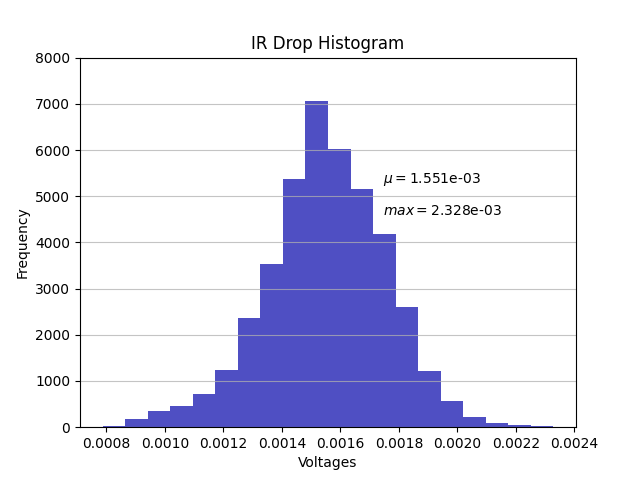 IR Drop Histogram
8000
7000
6000
5000
4000
3000
2000
1000
0
Frequency
μ = 1.551e-03
max = 2.328e-03
0.0008 0.0010 0.0012 0.0014 0.0016 0.0018 0.0020 0.0022 0.0024
Voltages